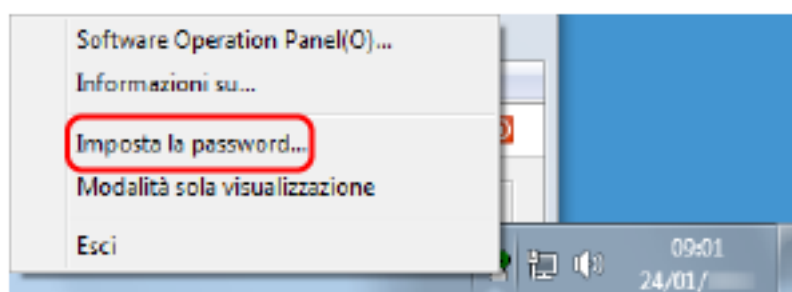 Software Operation Panel(O)...
Informazioni su...
Imposta la password...
Modalità sola visualizzazione
Esci
09:01
24/01/